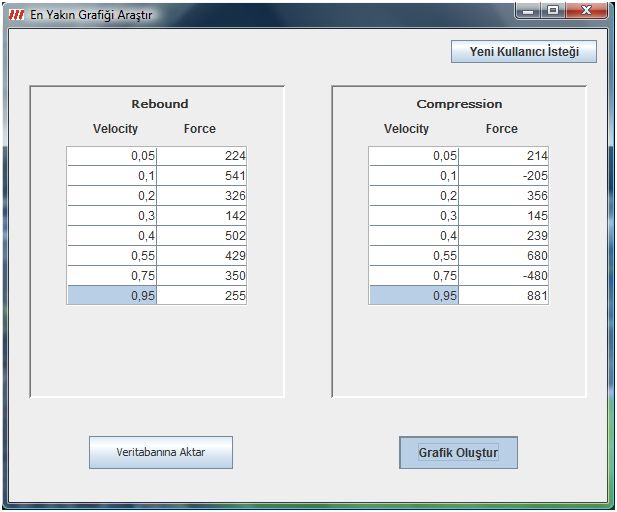 En Yakın Grafiği Araştır
Yeni Kullanıcı İsteği
Rebound
Velocity Force
0,05 224
0,1 541
0,2 326
0,3 142
0,4 502
0,55 429
0,75 350
0,95 255
Compression
Velocity Force
0,05 214
0,1 -205
0,2 356
0,3 145
0,4 239
0,55 680
0,75 -480
0,95 881
Veritabanına Aktar
Grafik Oluştur